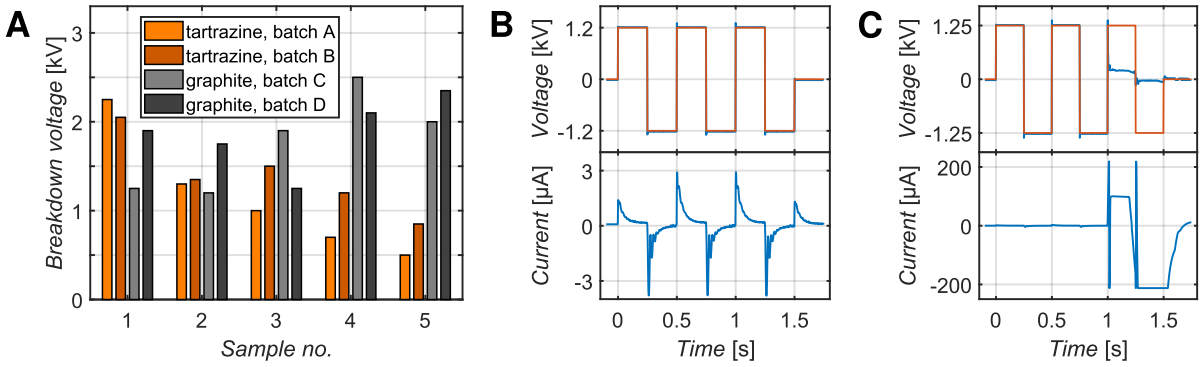 A
Breakdown voltage [kV]
3
2
1
0
tartrazine, batch A
tartrazine, batch B
graphite, batch C
graphite, batch D
1 2 3 4 5
Sample no.
B
Voltage [kV]
1.2
0
-1.2
Current [µA]
3
0
-3
0 0.5 1 1.5
Time [s]
C
Voltage [kV]
1.25
0
-1.25
Current [µA]
200
0
-200
0 0.5 1 1.5
Time [s]